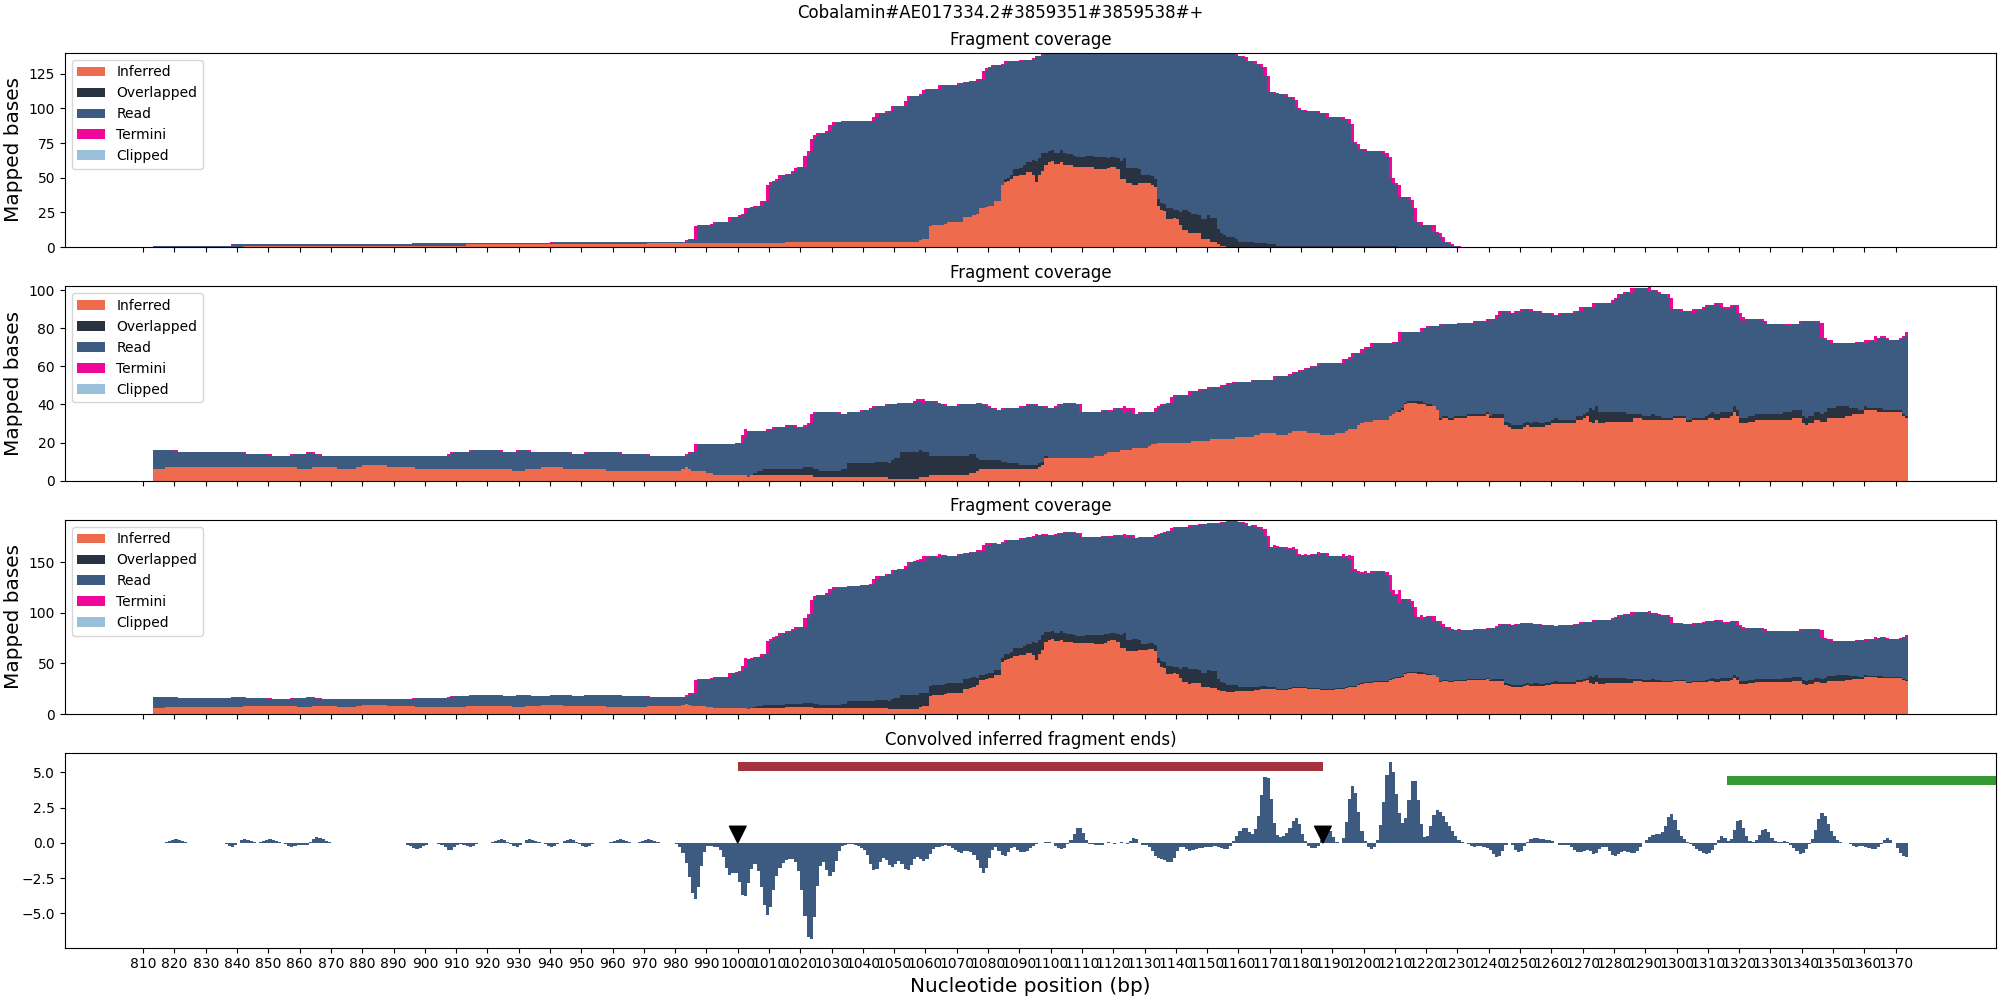 Cobalamin#AE017334.2#3859351#3859538#+
Fragment coverage
Mapped bases
125
100
75
50
25
0
Inferred
Overlapped
Read
Termini
Clipped
Fragment coverage
Mapped bases
100
80
60
40
20
0
Inferred
Overlapped
Read
Termini
Clipped
Fragment coverage
Mapped bases
150
100
50
0
Inferred
Overlapped
Read
Termini
Clipped
Convolved inferred fragment ends)
5.0
2.5
0.0
−2.5
−5.0
810 820 830 840 850 860 870 880 890 900 910 920 930 940 950 960 970 980 990 1000 1010 1020 1030 1040 1050 1060 1070 1080 1090 1100 1110 1120 1130 1140 1150 1160 1170 1180 1190 1200 1210 1220 1230 1240 1250 1260 1270 1280 1290 1300 1310 1320 1330 1340 1350 1360 1370
Nucleotide position (bp)